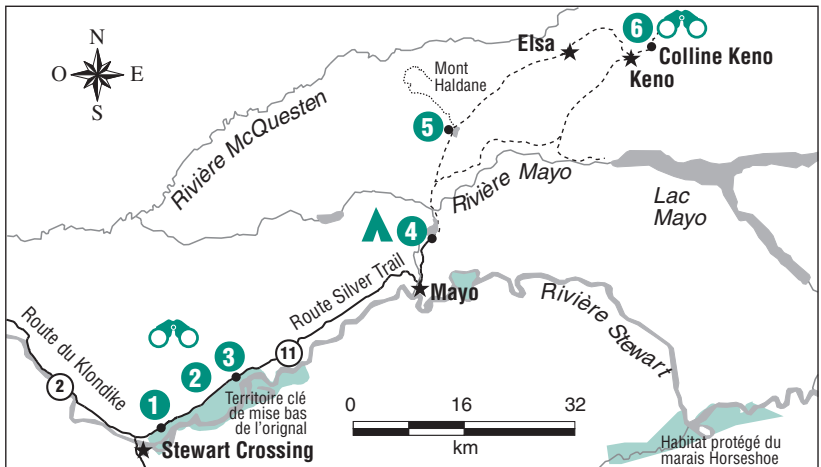 N
O E
S
Elsa
6
Colline Keno
Keno
Mont
Haldane
5
Rivière McQuesten
Rivière Mayo
Lac
Mayo
4
Mayo
Route Silver Trail
11
Rivière Stewart
Route du Klondike
2
3
2
1
Territoire clé
de mise bas
de l'orignal
Stewart Crossing
0 16 32
km
Habitat protégé du
marais Horseshoe